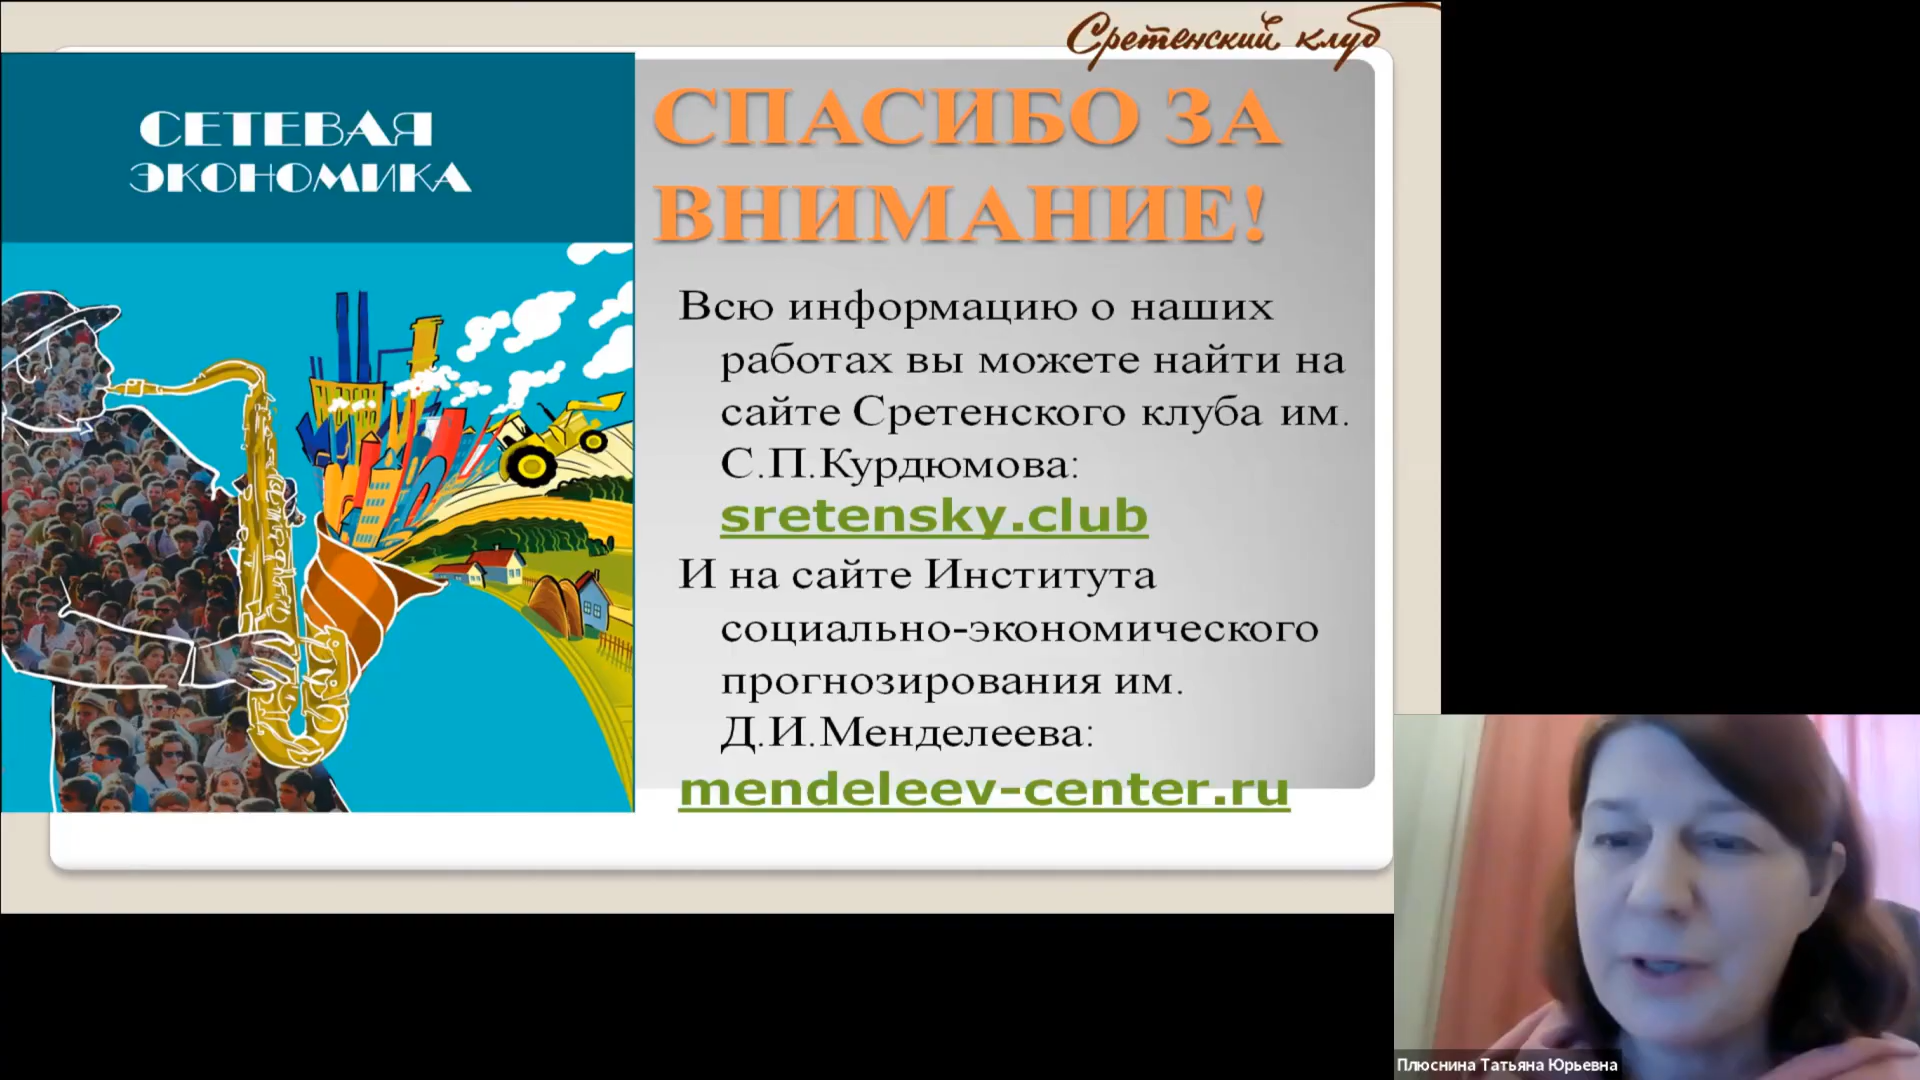 Сретенский клуб
СЕТЕВАЯ
ЭКОНОМИКА
СПАСИБО ЗА
ВНИМАНИЕ!
Всю информацию о наших
работах вы можете найти на
сайте Сретенского клуба им.
С.П.Курдюмова:
sretensky.club
И на сайте Института
социально-экономического
прогнозирования им.
Д.И.Менделеева:
mendeleev-center.ru
Плюснина Татьяна Юрьевна